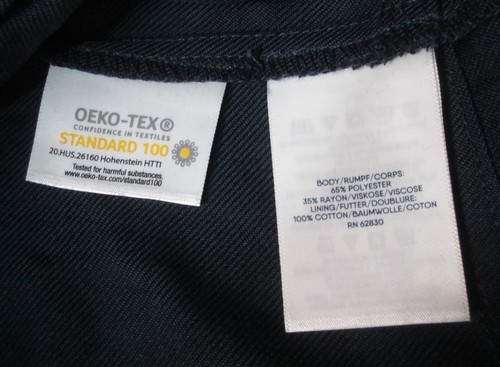 OEKO-TEX®
CONFIDENCE IN TEXTILES
STANDARD 100
20.HUS.26160 Hohenstein HTTI
Tested for harmful substances.
www.oeko-tex.com/standard100
BODY/RUMPF/CORPS:
65% POLYESTER
35% RAYON/VISKOSE/VISCOSE
LINING/FUTTER/DOUBLURE:
100% COTTON/BAUMWOLLE/COTON
RN 62830